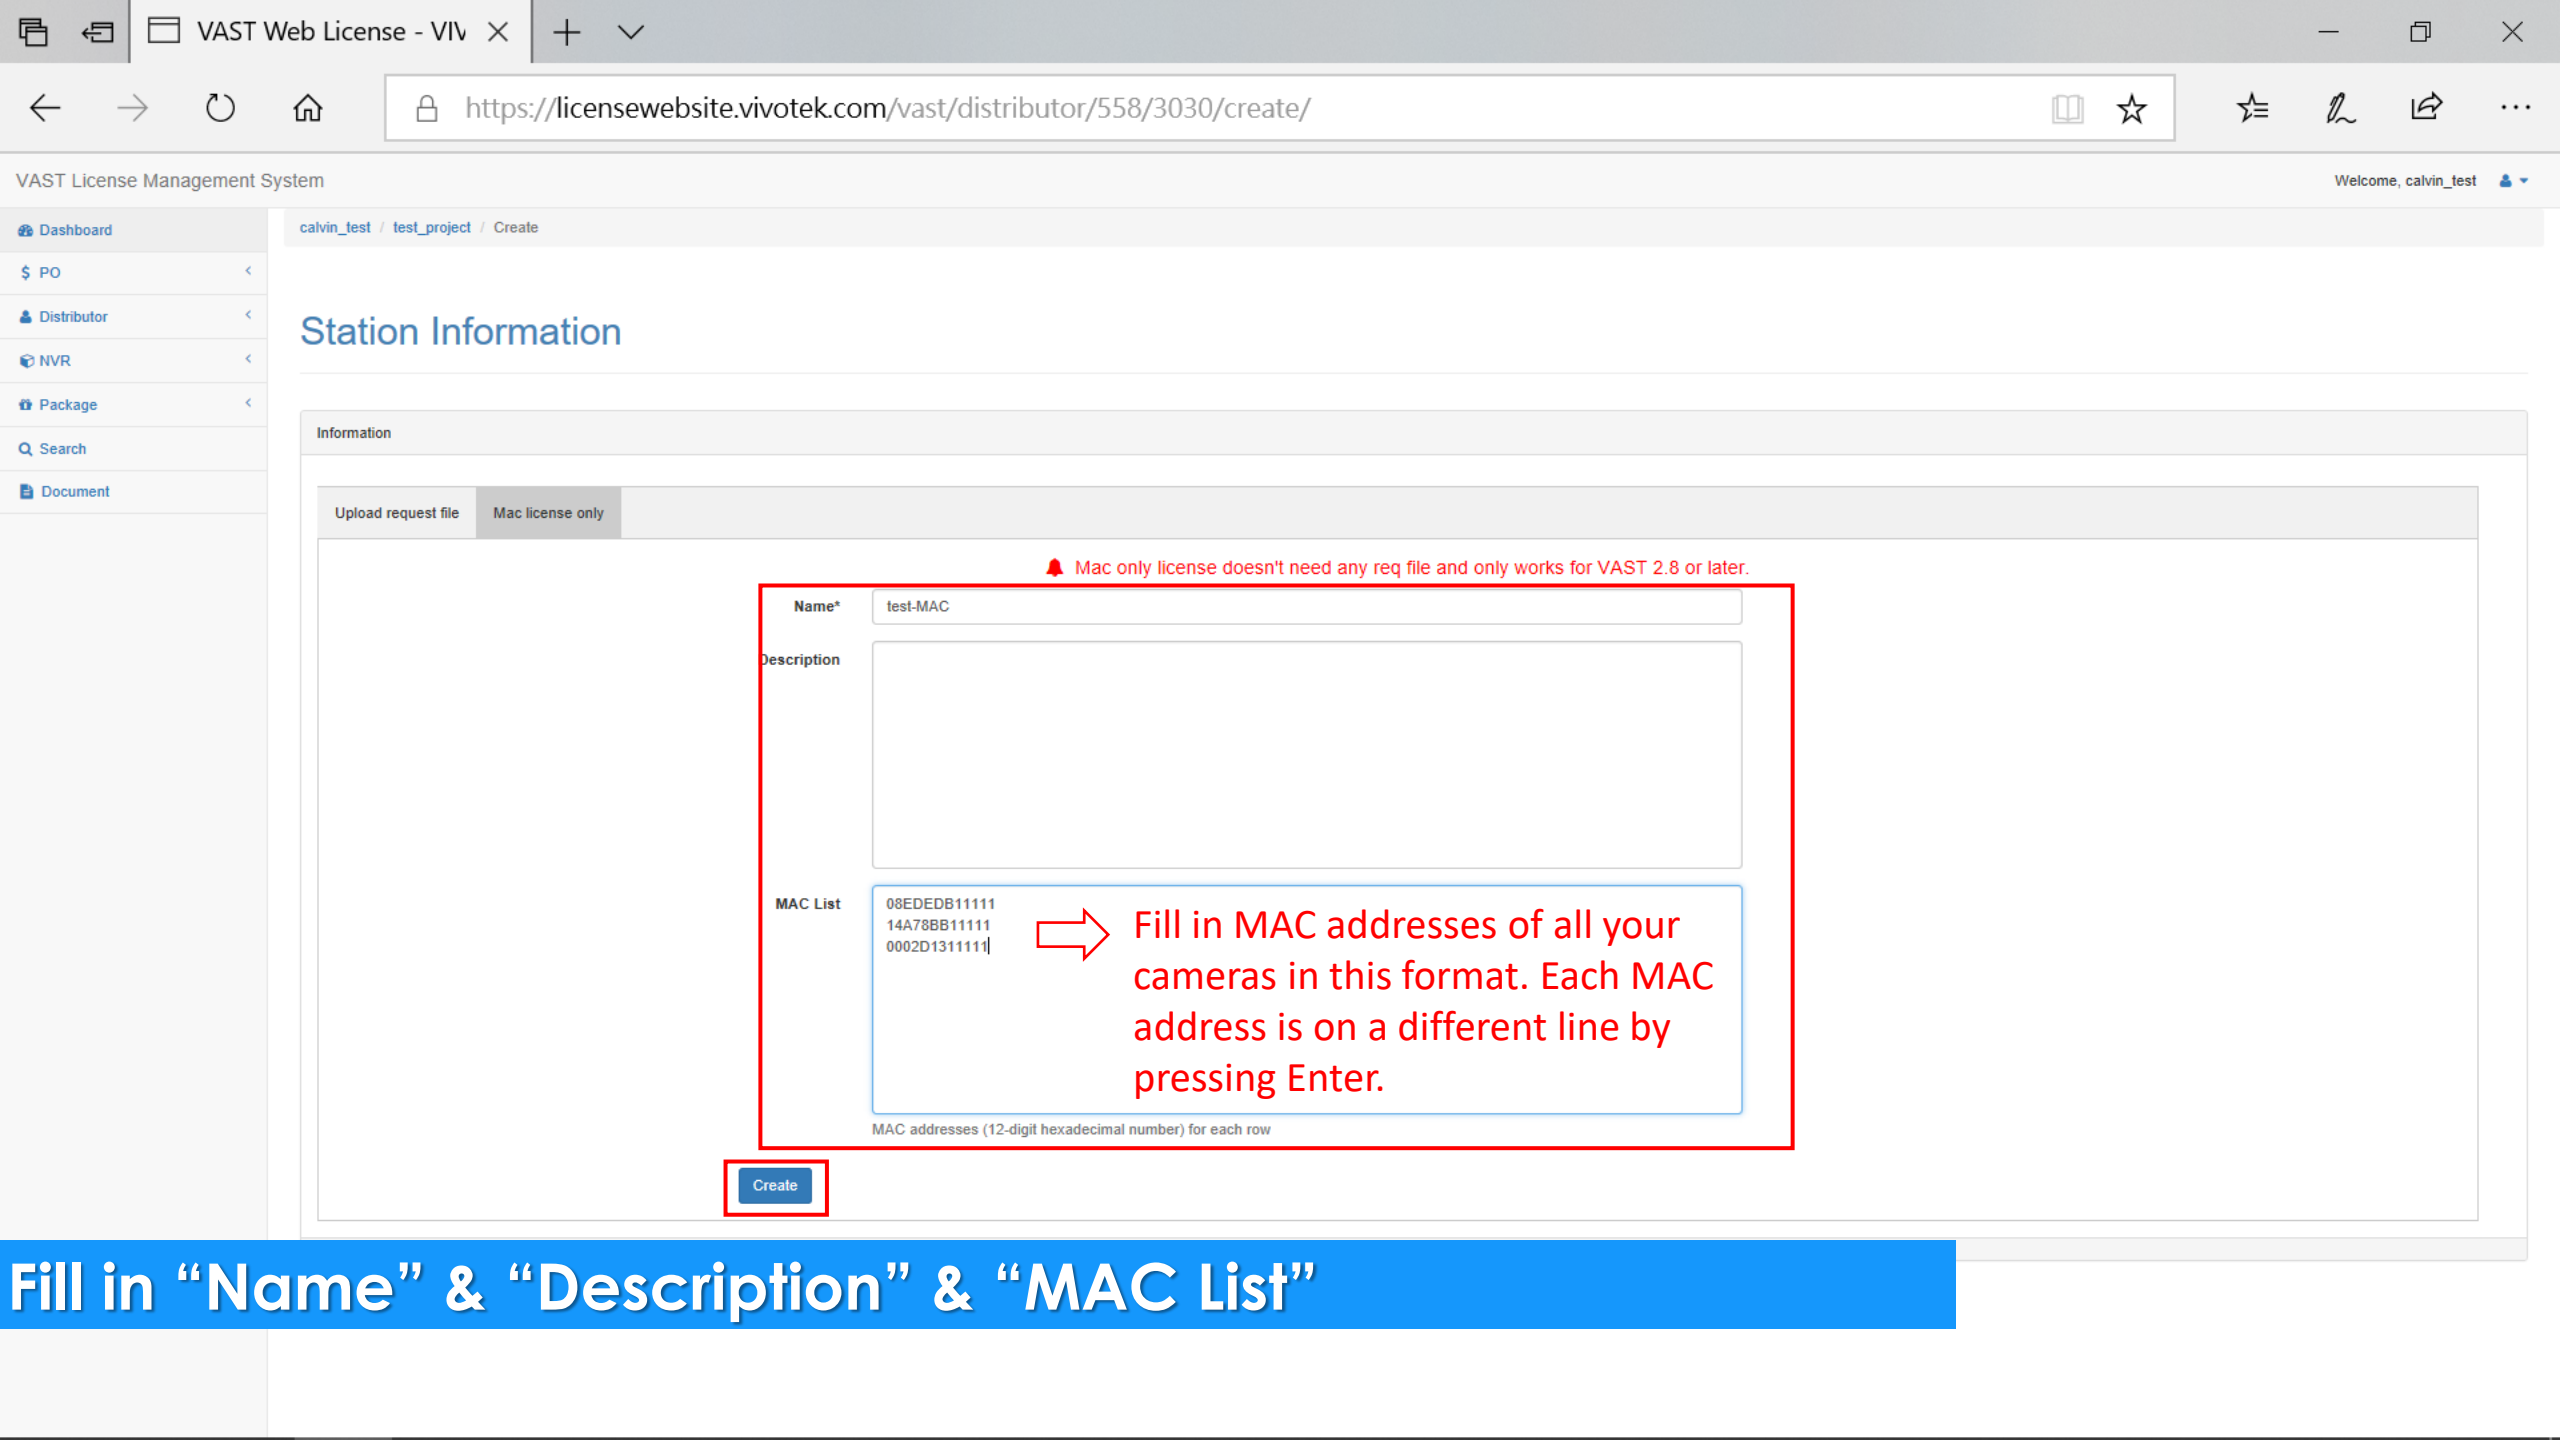 VAST Web License - VIV
https://licensewebsite.vivotek.com/vast/distributor/558/3030/create/
VAST License Management System
Welcome, calvin_test
Dashboard
calvin_test / test_project / Create
PO
Distributor
NVR
Package
Search
Document
Station Information
Information
Upload request file
Mac license only
Mac only license doesn't need any req file and only works for VAST 2.8 or later.
Name*
test-MAC
Description
MAC List
08EDEDB11111
14A78BB11111
0002D1311111
Fill in MAC addresses of all your
cameras in this format. Each MAC
address is on a different line by
pressing Enter.
MAC addresses (12-digit hexadecimal number) for each row
Create
Fill in “Name” & “Description” & “MAC List”